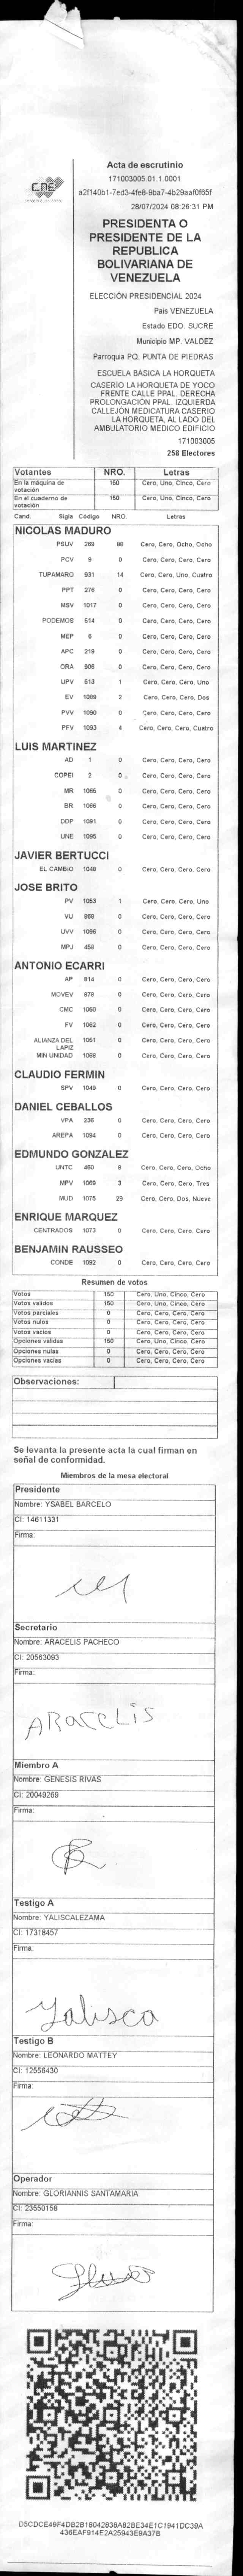 CNE
Acta de escrutinio
171003005.01.1.0001
a2f140b1-7ed3-4fe8-9ba7-4b29aaf0f65f
28/07/2024 08:26:31 PM
PRESIDENTA O
PRESIDENTE DE LA
REPUBLICA
BOLIVARIANA DE
VENEZUELA
ELECCIÓN PRESIDENCIAL 2024
País VENEZUELA
Estado EDO. SUCRE
Municipio MP. VALDEZ
Parroquia PQ. PUNTA DE PIEDRAS
ESCUELA BÁSICA LA HORQUETA
CASERÍO LA HORQUETA DE YOCO
FRENTE CALLE PPAL. DERECHA
PROLONGACIÓN PPAL. IZQUIERDA
CALLEJÓN MEDICATURA CASERIO
LA HORQUETA, AL LADO DEL
AMBULATORIO MEDICO EDIFICIO
171003005
258 Electores
Votantes NRO. Letras
En la máquina de votación 150 Cero, Uno, Cinco, Cero
En el cuaderno de votación 150 Cero, Uno, Cinco, Cero
Cand. Sigla Código NRO. Letras
NICOLAS MADURO
PSUV 269 88 Cero, Cero, Ocho, Ocho
PCV 9 0 Cero, Cero, Cero, Cero
TUPAMARO 931 14 Cero, Cero, Uno, Cuatro
PPT 276 0 Cero, Cero, Cero, Cero
MSV 1017 0 Cero, Cero, Cero, Cero
PODEMOS 514 0 Cero, Cero, Cero, Cero
MEP 6 0 Cero, Cero, Cero, Cero
APC 219 0 Cero, Cero, Cero, Cero
ORA 906 0 Cero, Cero, Cero, Cero
UPV 513 1 Cero, Cero, Cero, Uno
EV 1089 2 Cero, Cero, Cero, Dos
PVV 1090 0 Cero, Cero, Cero, Cero
PFV 1093 4 Cero, Cero, Cero, Cuatro
LUIS MARTINEZ
AD 1 0 Cero, Cero, Cero, Cero
COPEI 2 0 Cero, Cero, Cero, Cero
MR 1065 0 Cero, Cero, Cero, Cero
BR 1066 0 Cero, Cero, Cero, Cero
DDP 1091 0 Cero, Cero, Cero, Cero
UNE 1095 0 Cero, Cero, Cero, Cero
JAVIER BERTUCCI
EL CAMBIO 1048 0 Cero, Cero, Cero, Cero
JOSE BRITO
PV 1053 1 Cero, Cero, Cero, Uno
VU 868 0 Cero, Cero, Cero, Cero
UVV 1096 0 Cero, Cero, Cero, Cero
MPJ 458 0 Cero, Cero, Cero, Cero
ANTONIO ECARRI
AP 814 0 Cero, Cero, Cero, Cero
MOVEV 878 0 Cero, Cero, Cero, Cero
CMC 1050 0 Cero, Cero, Cero, Cero
FV 1062 0 Cero, Cero, Cero, Cero
ALIANZA DEL LAPIZ 1051 0 Cero, Cero, Cero, Cero
MIN UNIDAD 1068 0 Cero, Cero, Cero, Cero
CLAUDIO FERMIN
SPV 1049 0 Cero, Cero, Cero, Cero
DANIEL CEBALLOS
VPA 236 0 Cero, Cero, Cero, Cero
AREPA 1094 0 Cero, Cero, Cero, Cero
EDMUNDO GONZALEZ
UNTC 460 8 Cero, Cero, Cero, Ocho
MPV 1069 3 Cero, Cero, Cero, Tres
MUD 1075 29 Cero, Cero, Dos, Nueve
ENRIQUE MARQUEZ
CENTRADOS 1073 0 Cero, Cero, Cero, Cero
BENJAMIN RAUSSEO
CONDE 1092 0 Cero, Cero, Cero, Cero
Resumen de votos
Votos 150 Cero, Uno, Cinco, Cero
Votos válidos 150 Cero, Uno, Cinco, Cero
Votos parciales 0 Cero, Cero, Cero, Cero
Votos nulos 0 Cero, Cero, Cero, Cero
Votos vacíos 0 Cero, Cero, Cero, Cero
Opciones válidas 150 Cero, Uno, Cinco, Cero
Opciones nulas 0 Cero, Cero, Cero, Cero
Opciones vacías 0 Cero, Cero, Cero, Cero
Observaciones:
Se levanta la presente acta la cual firman en
señal de conformidad.
Miembros de la mesa electoral
Presidente
Nombre: YSABEL BARCELO
CI: 14611331
Firma:
Secretario
Nombre: ARACELIS PACHECO
CI: 20563093
Firma:
ARACELIS
Miembro A
Nombre: GENESIS RIVAS
CI: 20049269
Firma:
Testigo A
Nombre: YALISCALEZAMA
CI: 17318457
Firma:
Yalisca
Testigo B
Nombre: LEONARDO MATTEY
CI: 12556430
Firma:
Operador
Nombre: GLORIANNIS SANTAMARIA
CI: 23550158
Firma:
D5CDCE49F4DB2B18042B39A82BE34E1C1941DC39A
436EAF914E2A25943E9A37B